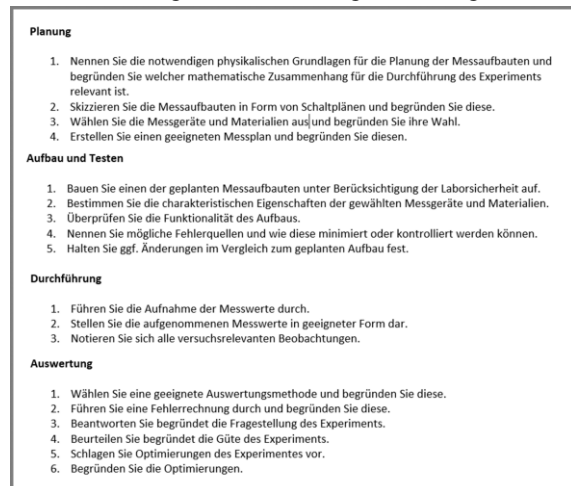 Planung
1. Nennen Sie die notwendigen physikalischen Grundlagen für die Planung der Messaufbauten und
begründen Sie welcher mathematische Zusammenhang für die Durchführung des Experiments
relevant ist.
2. Skizzieren Sie die Messaufbauten in Form von Schaltplänen und begründen Sie diese.
3. Wählen Sie die Messgeräte und Materialien aus und begründen Sie ihre Wahl.
4. Erstellen Sie einen geeigneten Messplan und begründen Sie diesen.
Aufbau und Testen
1. Bauen Sie einen der geplanten Messaufbauten unter Berücksichtigung der Laborsicherheit auf.
2. Bestimmen Sie die charakteristischen Eigenschaften der gewählten Messgeräte und Materialien.
3. Überprüfen Sie die Funktionalität des Aufbaus.
4. Nennen Sie mögliche Fehlerquellen und wie diese minimiert oder kontrolliert werden können.
5. Halten Sie ggf. Änderungen im Vergleich zum geplanten Aufbau fest.
Durchführung
1. Führen Sie die Aufnahme der Messwerte durch.
2. Stellen Sie die aufgenommenen Messwerte in geeigneter Form dar.
3. Notieren Sie sich alle versuchsrelevanten Beobachtungen.
Auswertung
1. Wählen Sie eine geeignete Auswertungsmethode und begründen Sie diese.
2. Führen Sie eine Fehlerrechnung durch und begründen Sie diese.
3. Beantworten Sie begründet die Fragestellung des Experiments.
4. Beurteilen Sie begründet die Güte des Experiments.
5. Schlagen Sie Optimierungen des Experimentes vor.
6. Begründen Sie die Optimierungen.